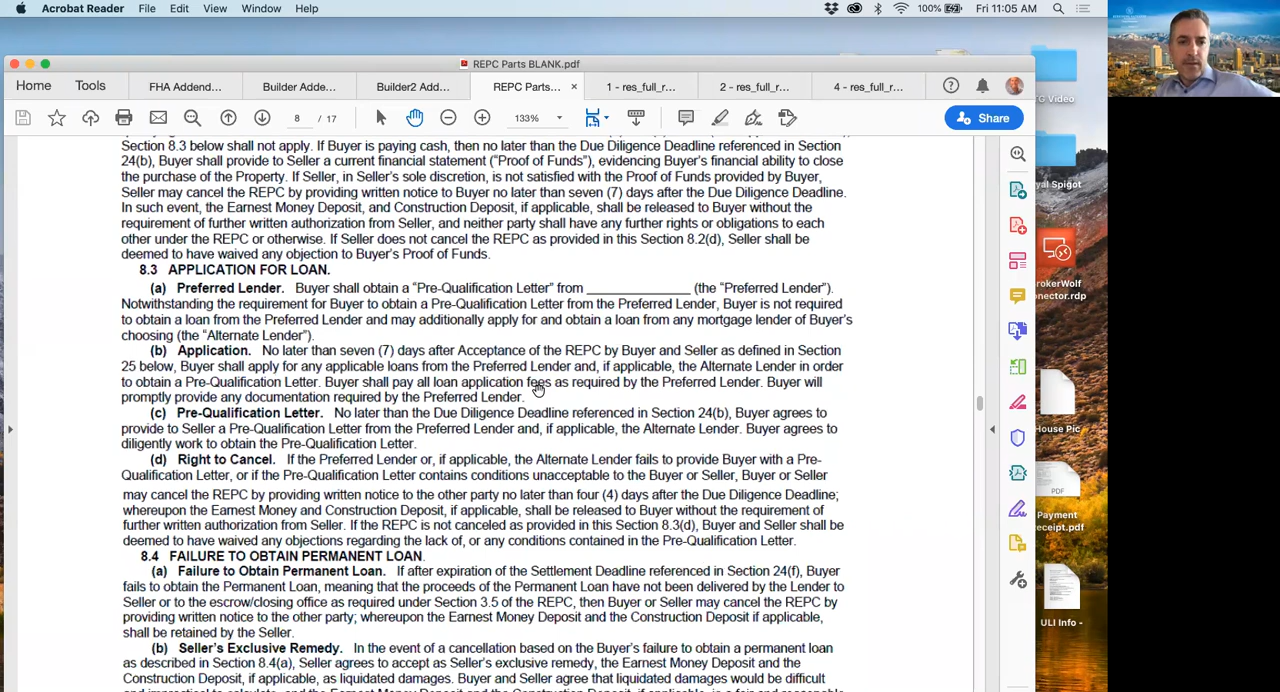 Acrobat Reader File Edit View Window Help 100% Fri 11:05 AM
REPC Parts BLANK.pdf
Home Tools FHA Addend... Builder Adde... Builder2 Add... REPC Parts... × 1 - res_full_r... 2 - res_full_r... 4 - res_full_r...
8 / 17 133% Share
Section 8.3 below shall not apply. If Buyer is paying cash, then no later than the Due Diligence Deadline referenced in Section
24(b), Buyer shall provide to Seller a current financial statement (“Proof of Funds”), evidencing Buyer’s financial ability to close
the purchase of the Property. If Seller, in Seller’s sole discretion, is not satisfied with the Proof of Funds provided by Buyer,
Seller may cancel the REPC by providing written notice to Buyer no later than seven (7) days after the Due Diligence Deadline.
In such event, the Earnest Money Deposit, and Construction Deposit, if applicable, shall be released to Buyer without the
requirement of further written authorization from Seller, and neither party shall have any further rights or obligations to each
other under the REPC or otherwise. If Seller does not cancel the REPC as provided in this Section 8.2(d), Seller shall be
deemed to have waived any objection to Buyer’s Proof of Funds.
8.3 APPLICATION FOR LOAN.
(a) Preferred Lender. Buyer shall obtain a “Pre-Qualification Letter” from ________________ (the “Preferred Lender”).
Notwithstanding the requirement for Buyer to obtain a Pre-Qualification Letter from the Preferred Lender, Buyer is not required
to obtain a loan from the Preferred Lender and may additionally apply for and obtain a loan from any mortgage lender of Buyer’s
choosing (the “Alternate Lender”).
(b) Application. No later than seven (7) days after Acceptance of the REPC by Buyer and Seller as defined in Section
25 below, Buyer shall apply for any applicable loans from the Preferred Lender and, if applicable, the Alternate Lender in order
to obtain a Pre-Qualification Letter. Buyer shall pay all loan application fees as required by the Preferred Lender. Buyer will
promptly provide any documentation required by the Preferred Lender.
(c) Pre-Qualification Letter. No later than the Due Diligence Deadline referenced in Section 24(b), Buyer agrees to
provide to Seller a Pre-Qualification Letter from the Preferred Lender and, if applicable, the Alternate Lender. Buyer agrees to
diligently work to obtain the Pre-Qualification Letter.
(d) Right to Cancel. If the Preferred Lender or, if applicable, the Alternate Lender fails to provide Buyer with a Pre-
Qualification Letter, or if the Pre-Qualification Letter contains conditions unacceptable to the Buyer or Seller, Buyer or Seller
may cancel the REPC by providing written notice to the other party no later than four (4) days after the Due Diligence Deadline;
whereupon the Earnest Money and Construction Deposit, if applicable, shall be released to Buyer without the requirement of
further written authorization from Seller. If the REPC is not canceled as provided in this Section 8.3(d), Buyer and Seller shall be
deemed to have waived any objection regarding the lack of, or any conditions contained in the Pre-Qualification Letter.
8.4 FAILURE TO OBTAIN PERMANENT LOAN.
(a) Failure to Obtain Permanent Loan. If after expiration of the Settlement Deadline referenced in Section 24(f), Buyer
fails to obtain the Permanent Loan, meaning that the proceeds of the Permanent Loan have not been delivered by the Lender to
Seller or to the escrow/closing office as required under Section 3.5 of the REPC, then Buyer or Seller may cancel the REPC by
providing written notice to the other party, whereupon the Earnest Money Deposit and the Construction Deposit if applicable,
shall be retained by the Seller.
(b) Seller’s Exclusive Remedy. In the event of a cancellation based on the Buyer’s failure to obtain a permanent loan
as described in Section 8.4(a), Seller agrees to accept as Seller’s exclusive remedy, the Earnest Money Deposit and the
Construction Deposit, if applicable, as liquidated damages. Buyer and Seller agree that liquidated damages would be difficult
TG Video
yal Spigot
rokerWolf
nnector.rdp
House Pic
PDF
Payment
eceipt.pdf
ULI Info -